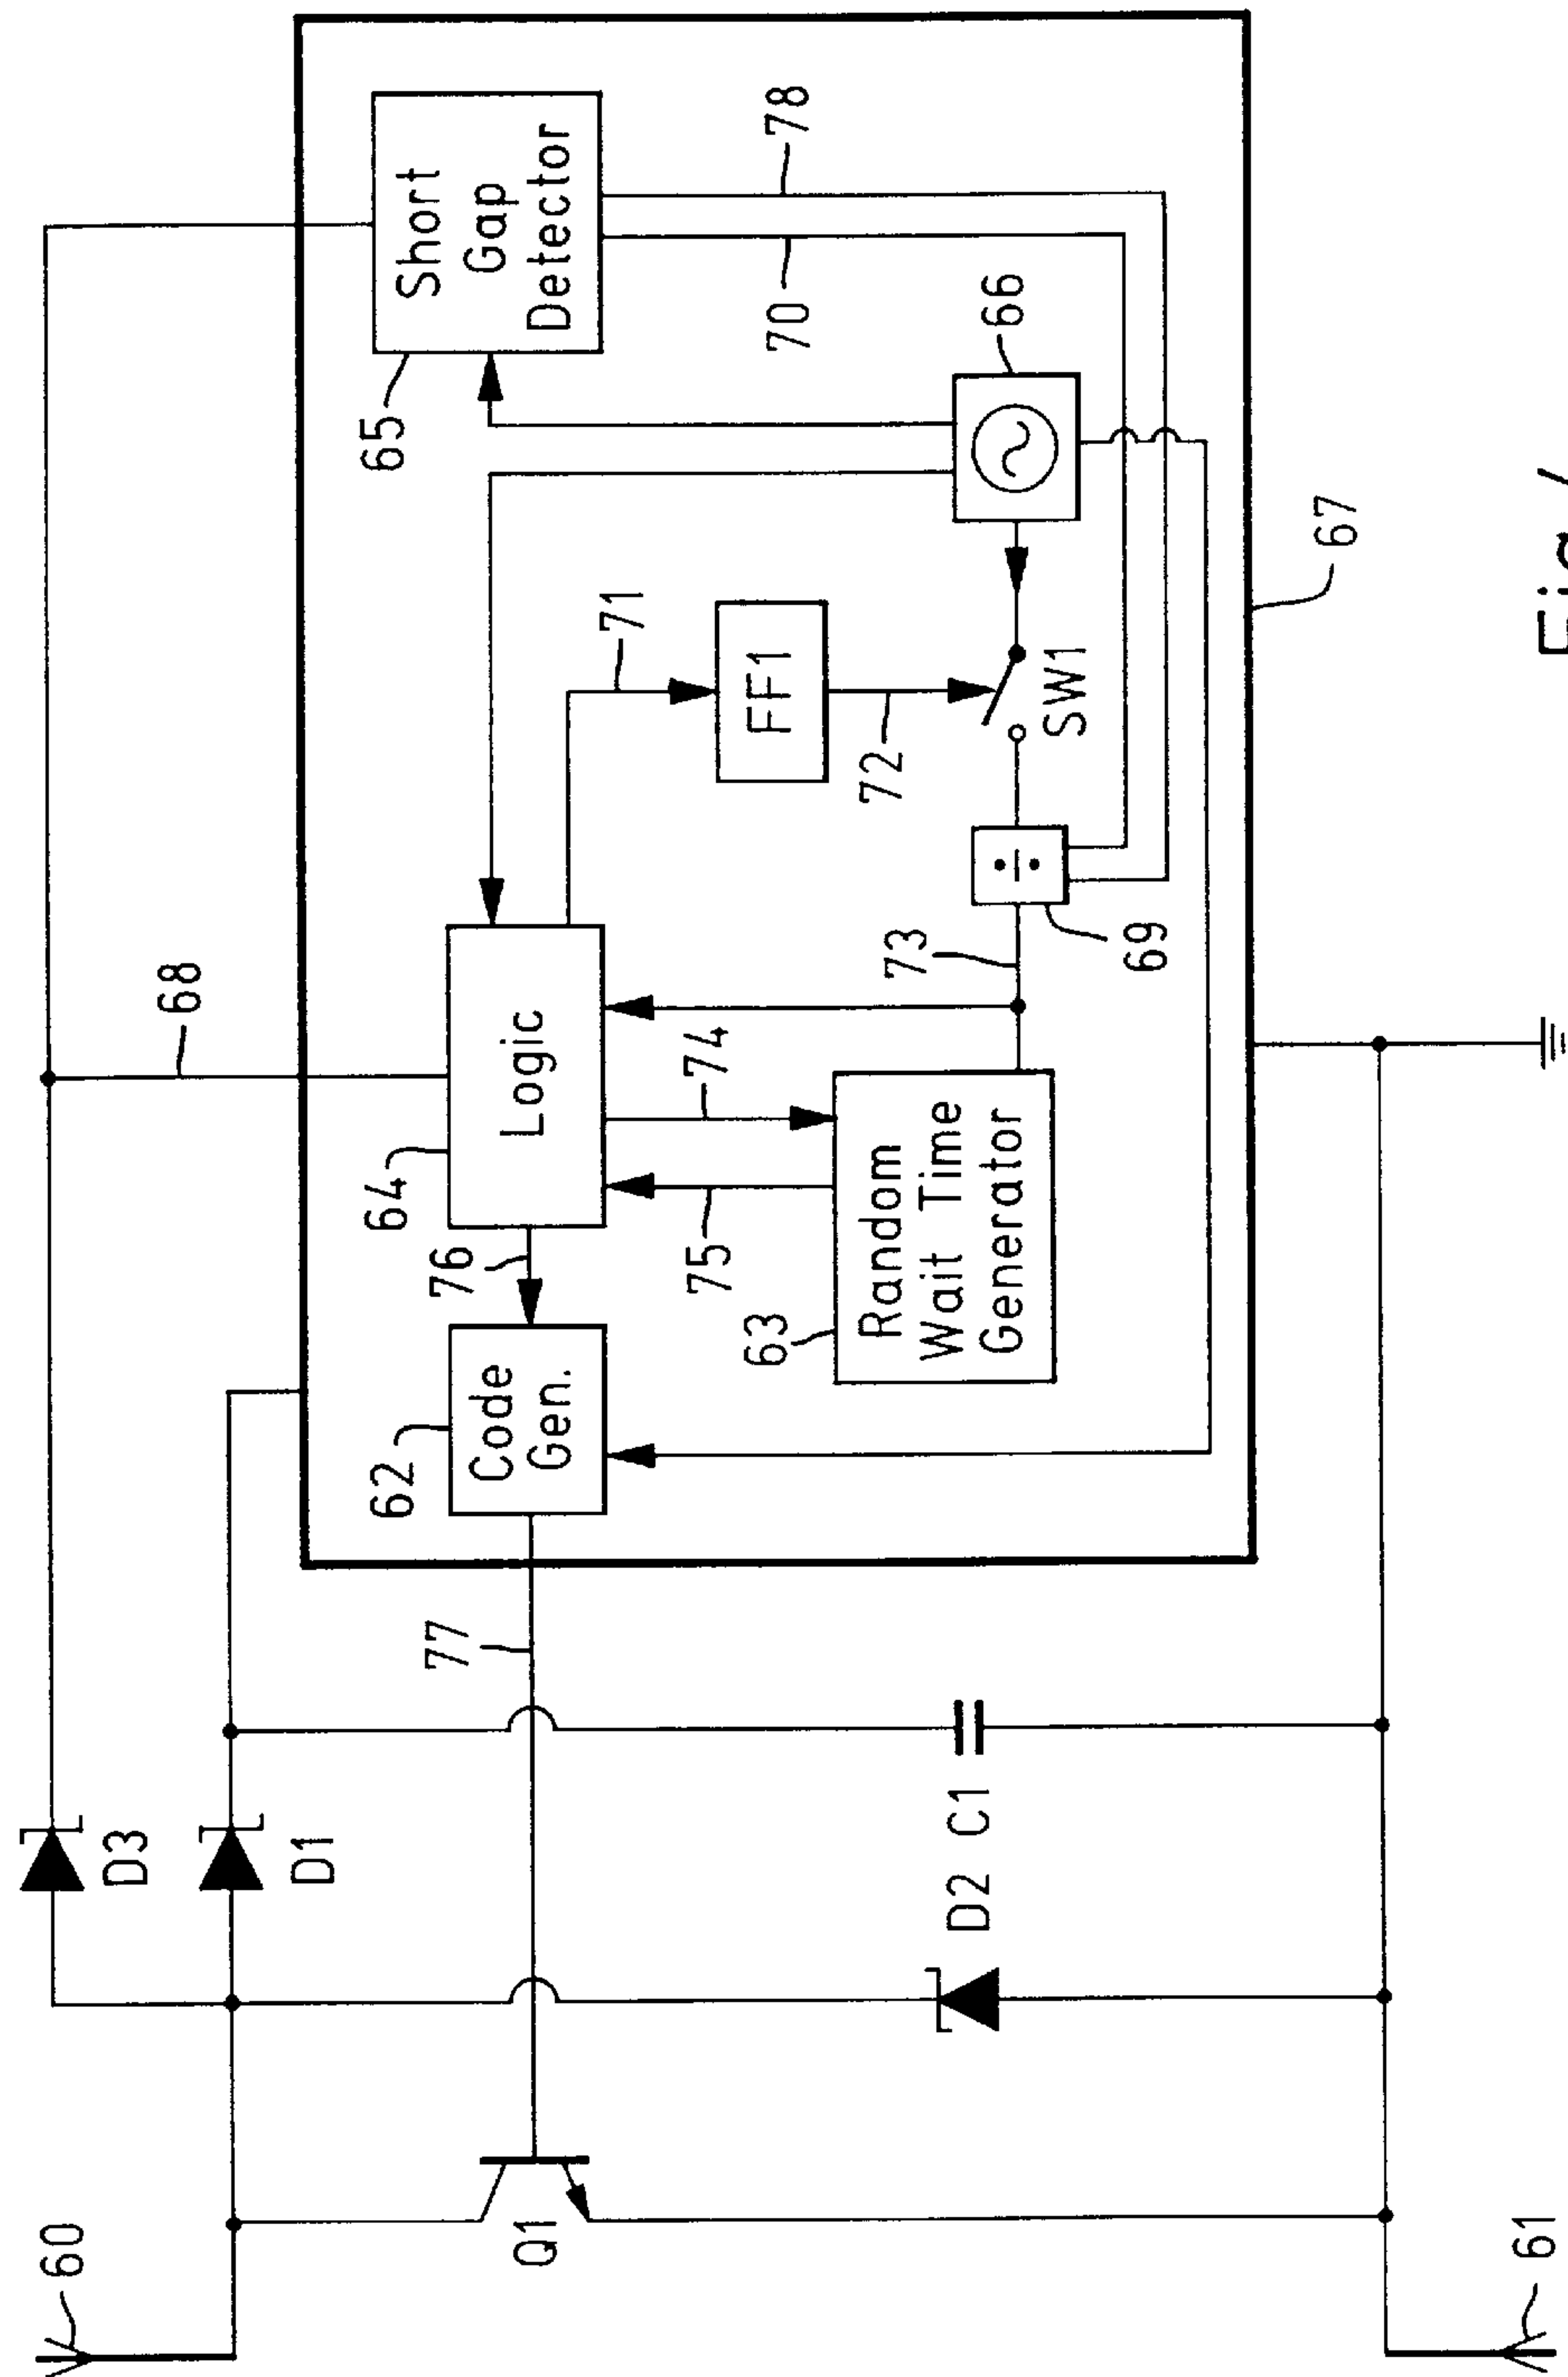 60
61
Q1
D3
D1
D2
C1
77
68
62
Code
Gen.
76
64
Logic
75
74
63
Random
Wait Time
Generator
73
69
71
FF1
72
SW1
65
Short
Gap
Detector
66
70
78
67
Fig.